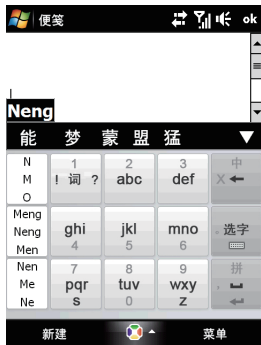 便笺 ok
Neng
能 梦 蒙 盟 猛
N
M
O
1
! 词 ?
2
abc
3
def
中
X
Meng
Neng
Men
ghi
4
jkl
5
mno
6
选字
Nen
Me
Ne
7
pqr
s
8
tuv
0
9
wxy
z
拼
新建 菜单